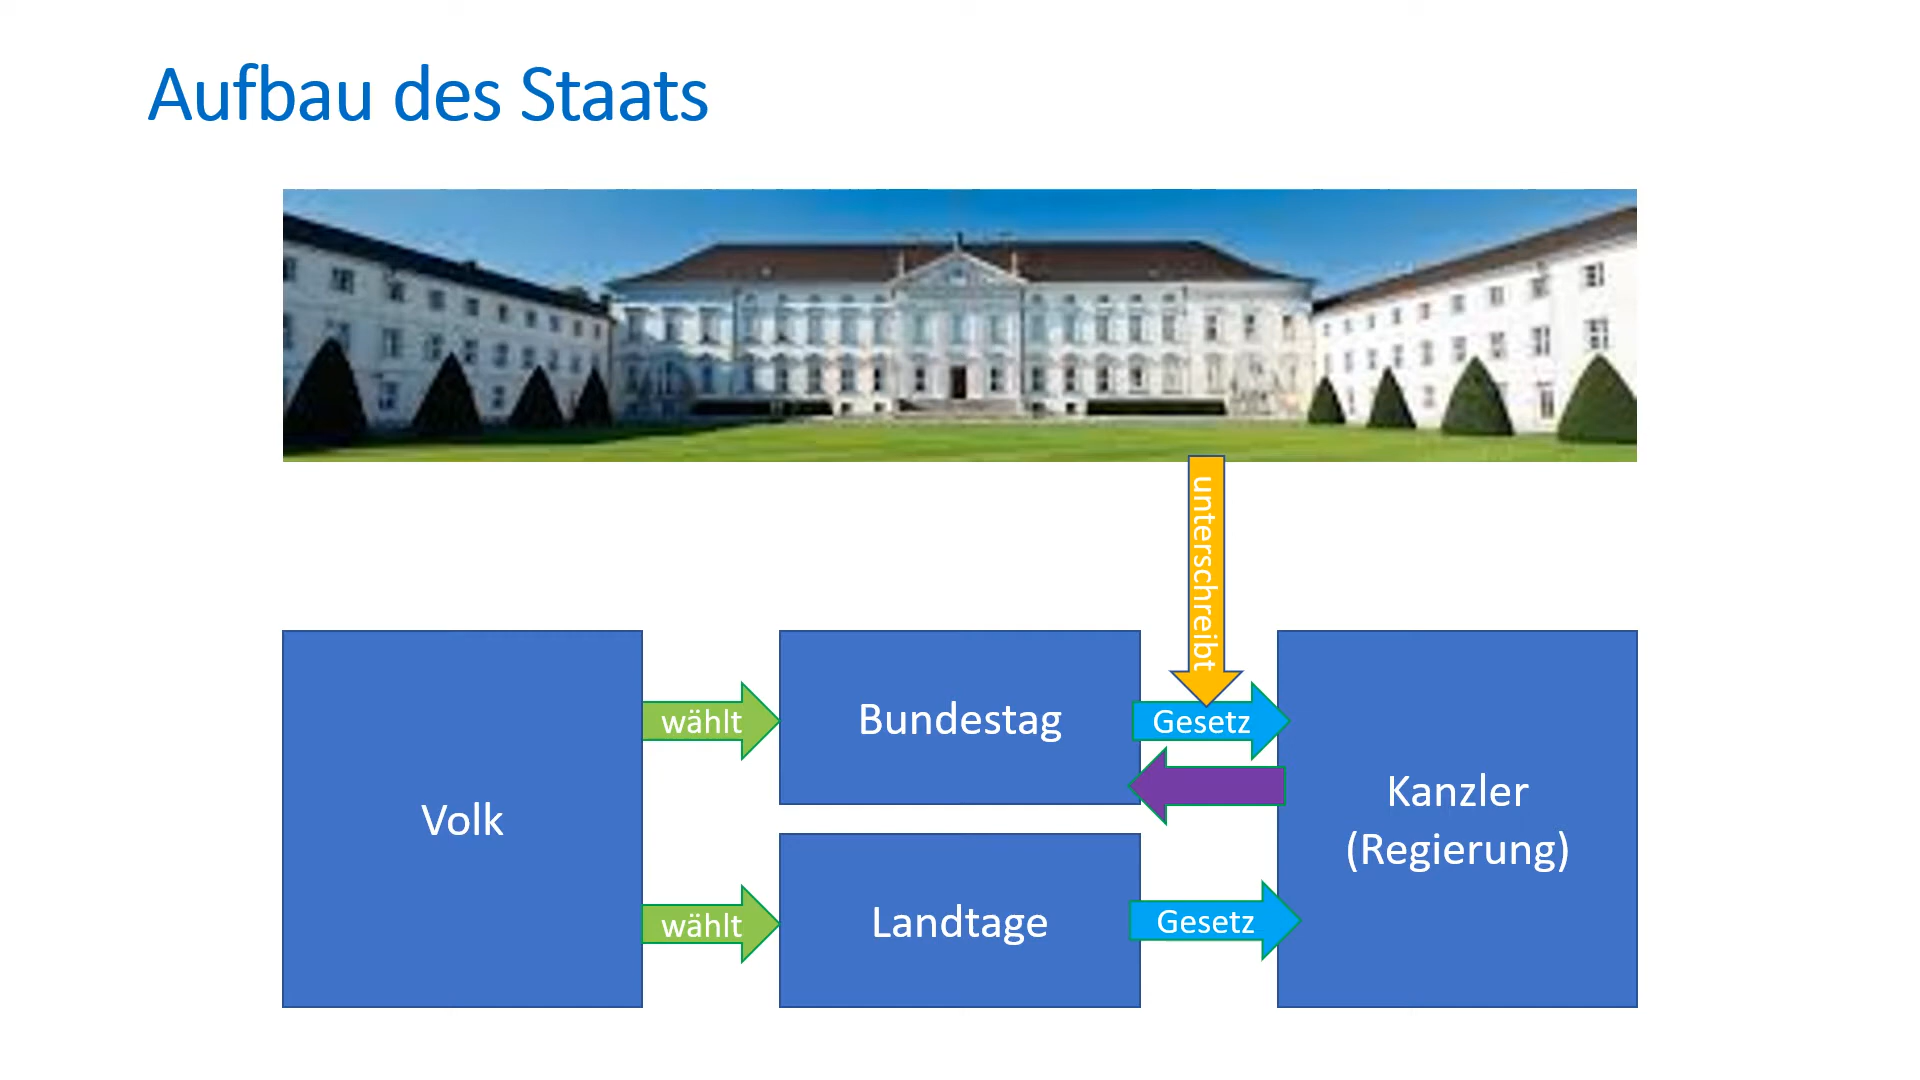 Aufbau des Staats
unterschreibt
Volk
wählt
Bundestag
Gesetz
Kanzler
(Regierung)
wählt
Landtage
Gesetz